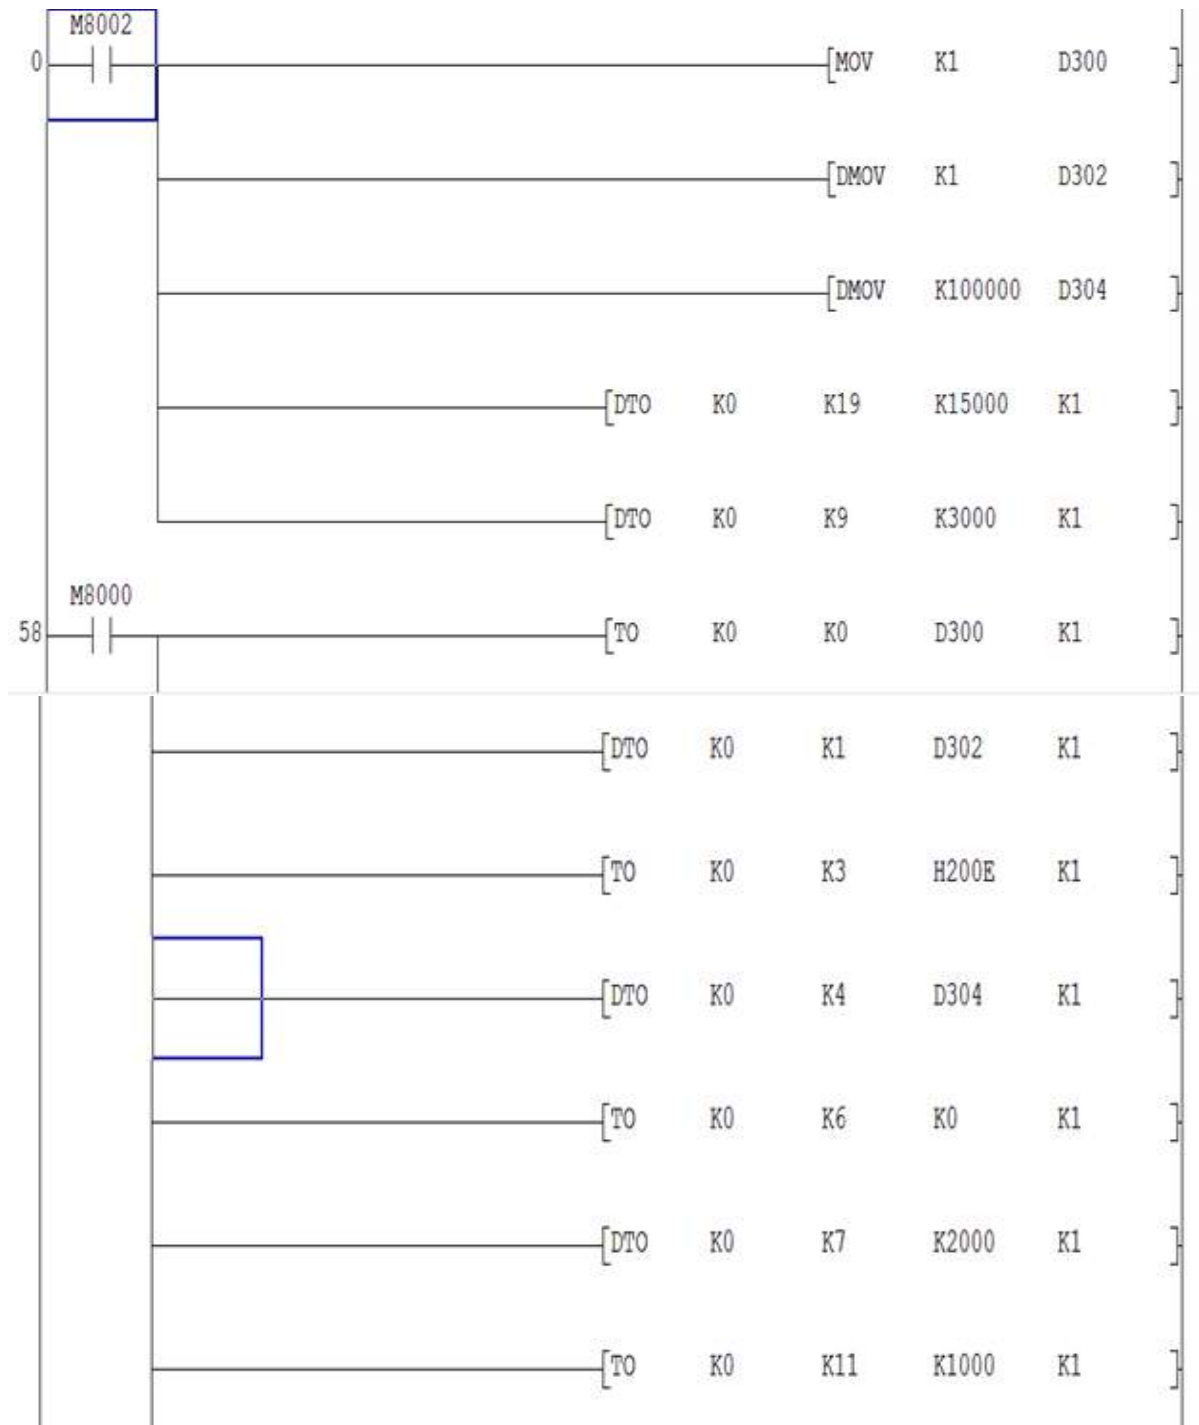 M8002
0 [MOV K1 D300 ]
[DMOV K1 D302 ]
[DMOV K100000 D304 ]
[DTO K0 K19 K15000 K1 ]
[DTO K0 K9 K3000 K1 ]
M8000
58 [TO K0 K0 D300 K1 ]
[DTO K0 K1 D302 K1 ]
[TO K0 K3 H200E K1 ]
[DTO K0 K4 D304 K1 ]
[TO K0 K6 K0 K1 ]
[DTO K0 K7 K2000 K1 ]
[TO K0 K11 K1000 K1 ]